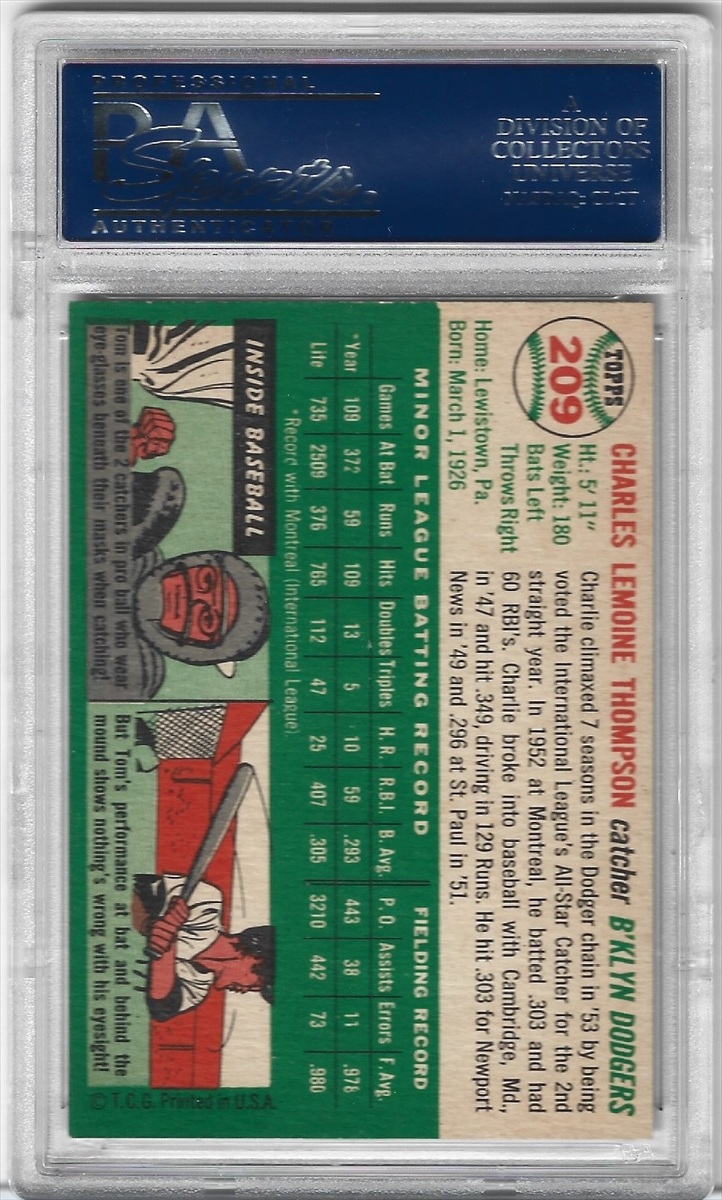 PROFESSIONAL
PSA
Sports.
AUTHENTICATOR
A
DIVISION OF
COLLECTORS
UNIVERSE
NASDAQ: CLCT
TOPPS
209
CHARLES LEMOINE THOMPSON catcher B'KLYN DODGERS
Ht.: 5' 11"
Weight: 180
Bats Left
Throws Right
Home: Lewistown, Pa.
Born: March 1, 1926
Charlie climaxed 7 seasons in the Dodger chain in '53 by being
voted the International League's All-Star Catcher for the 2nd
straight year. In 1952 at Montreal, he batted .303 and had
60 RBI's. Charlie broke into baseball with Cambridge, Md.,
in '47 and hit .349, driving in 129 Runs. He hit .303 for Newport
News in '49 and .296 at St. Paul in '51.
MINOR LEAGUE BATTING RECORD FIELDING RECORD
Games At Bat Runs Hits Doubles Triples H.R. R.B.I. B. Avg. P.O. Assists Errors F. Avg.
*Year 109 372 59 109 13 5 10 59 .293 443 38 11 .978
Life 735 2509 376 765 112 47 25 407 .305 3210 442 73 .980
*Record with Montreal (International League)
INSIDE BASEBALL
Tom is one of the 2 catchers in pro ball who wear
eye-glasses beneath their masks when catching!
But Tom's performance at bat and behind the
mound shows nothing's wrong with his eyesight!
© T.C.G. Printed in U.S.A.